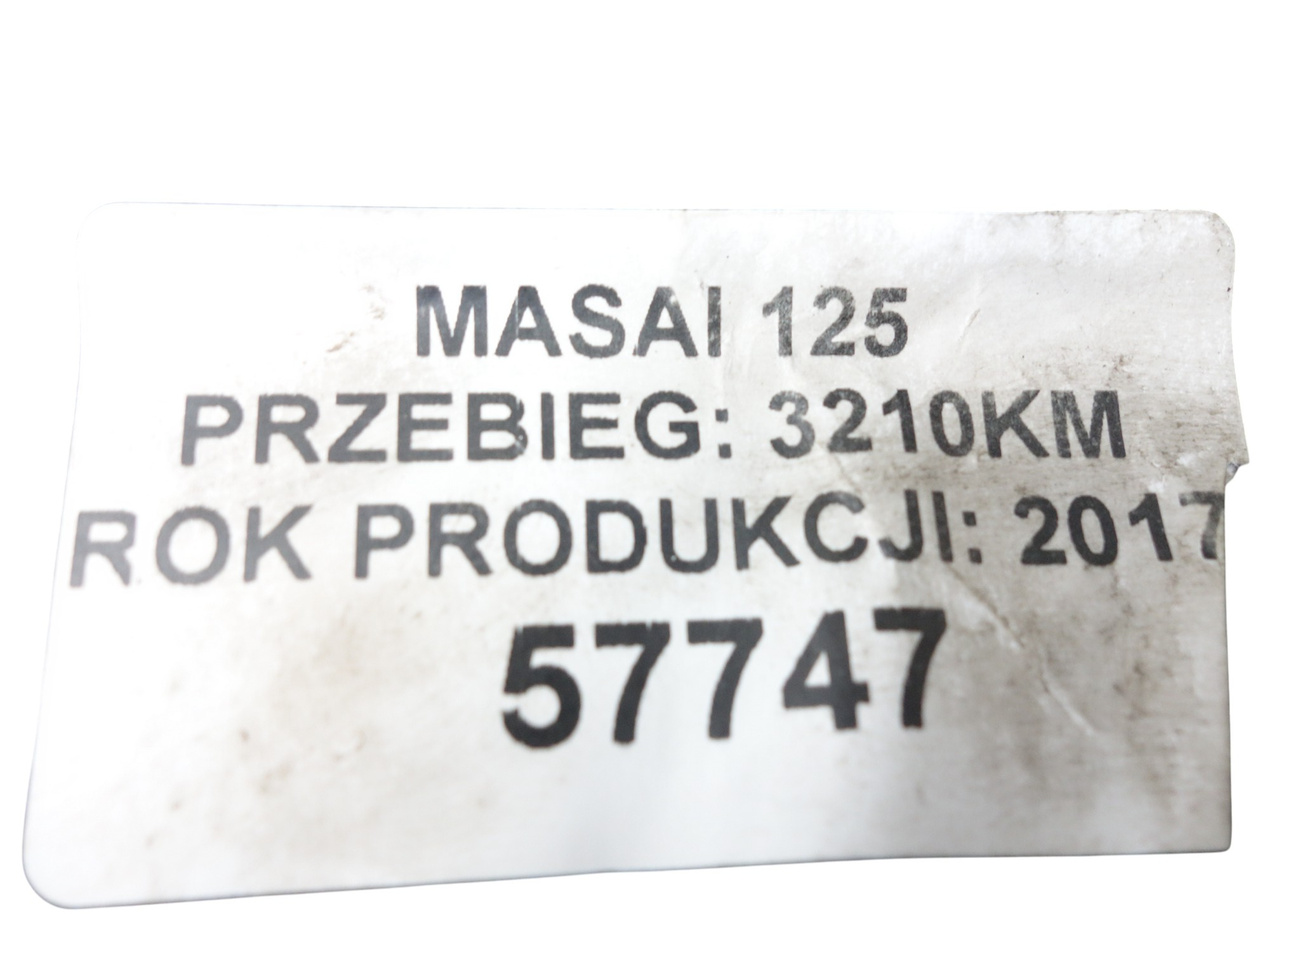 MASAI 125
PRZEBIEG: 3210KM
ROK PRODUKCJI: 2017
57747